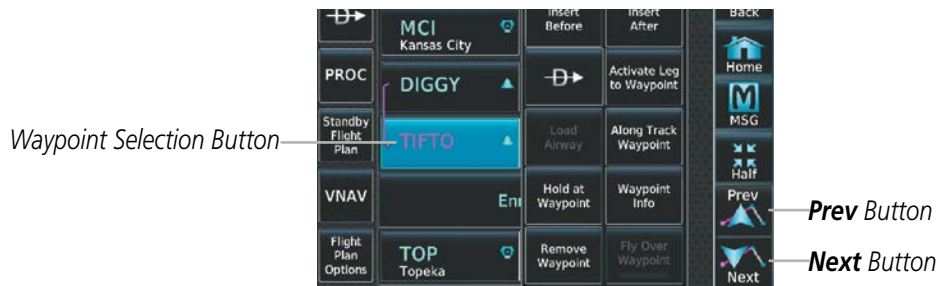 MCI
Kansas City
Insert
Before
Insert
After
Back
Home
PROC
DIGGY
Activate Leg
to Waypoint
MSG
Waypoint Selection Button
Standby
Flight
Plan
TIFTO
Load
Airway
Along Track
Waypoint
Half
VNAV
Enr
Hold at
Waypoint
Waypoint
Info
Prev
Prev Button
Flight
Plan
Options
TOP
Topeka
Remove
Waypoint
Fly Over
Waypoint
Next
Next Button